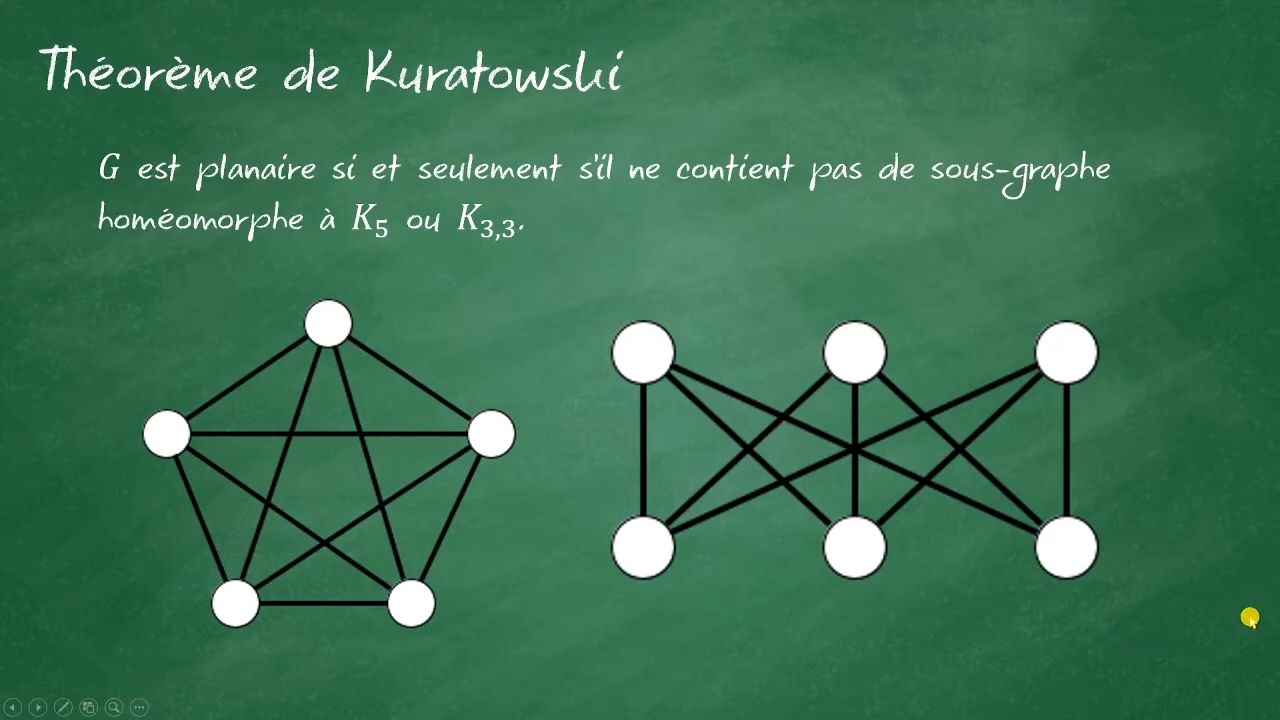 Théorème de Kuratowski
G est planaire si et seulement s'il ne contient pas de sous-graphe
homéomorphe à K₅ ou K₃,₃.